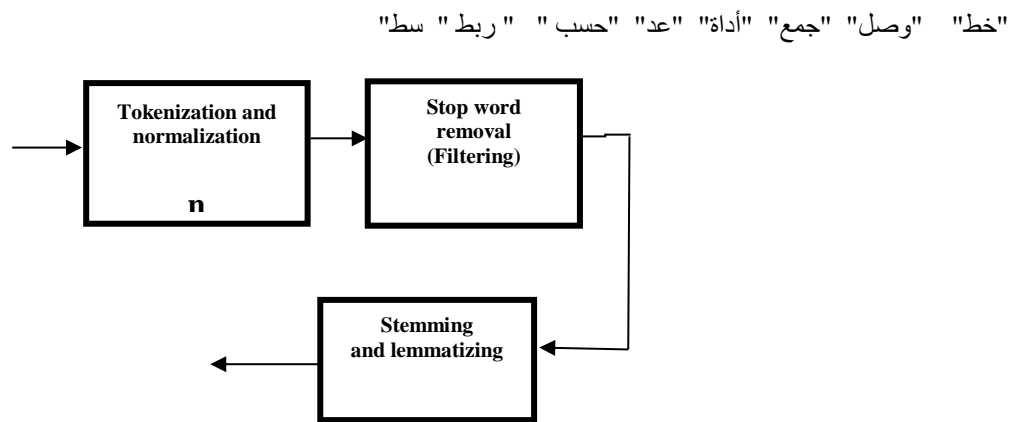 "خط" "وصل" "جمع" "أداة" "عد" "حسب " " ربط " سط"
Tokenization and
normalization
n
Stop word
removal
(Filtering)
Stemming
and lemmatizing